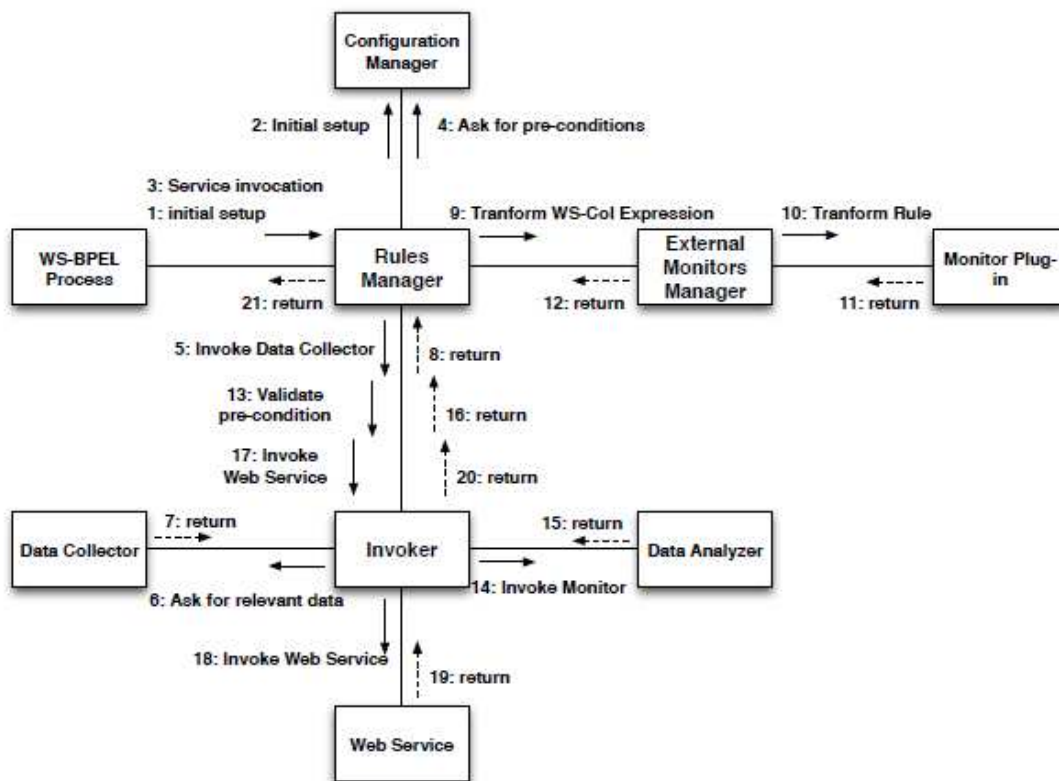 Configuration
Manager
2: Initial setup
4: Ask for pre-conditions
3: Service invocation
1: initial setup
9: Tranform WS-Col Expression
10: Tranform Rule
WS-BPEL
Process
Rules
Manager
External
Monitors
Manager
Monitor Plug-
in
21: return
12: return
11: return
5: Invoke Data Collector
8: return
13: Validate
pre-condition
16: return
17: Invoke
Web Service
20: return
7: return
15: return
Data Collector
Invoker
Data Analyzer
6: Ask for relevant data
14: Invoke Monitor
18: Invoke Web Service
19: return
Web Service